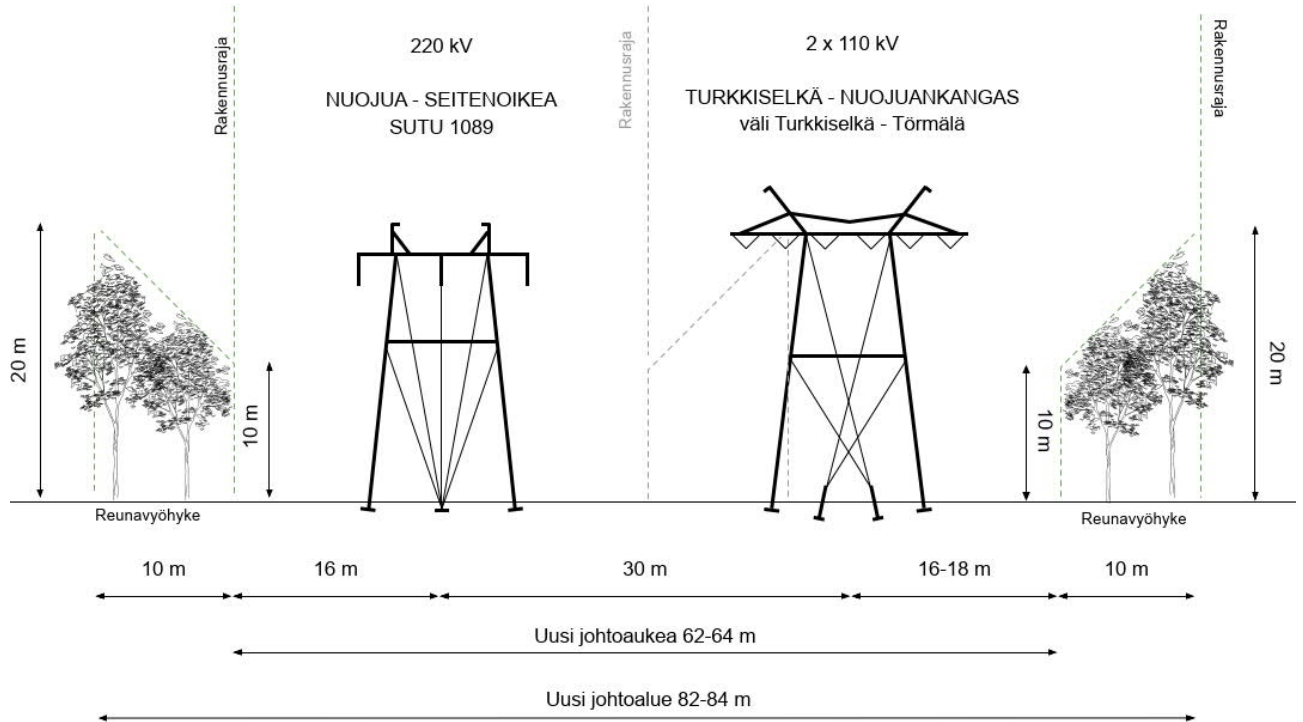 Rakennusraja
220 kV
NUOJUA - SEITENOIKEA
SUTU 1089
Rakennusraja
2 x 110 kV
TURKKISELKÄ - NUOJUANKANGAS
väli Turkkiselkä - Törmälä
Rakennusraja
20 m
10 m
10 m
20 m
Reunavyöhyke
Reunavyöhyke
10 m
16 m
30 m
16-18 m
10 m
Uusi johtoaukea 62-64 m
Uusi johtoalue 82-84 m